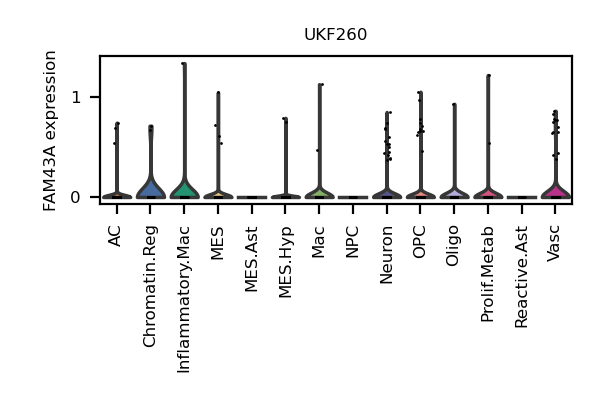 UKF260
FAM43A expression
1
0
AC
Chromatin.Reg
Inflammatory.Mac
MES
MES.Ast
MES.Hyp
Mac
NPC
Neuron
OPC
Oligo
Prolif.Metab
Reactive.Ast
Vasc